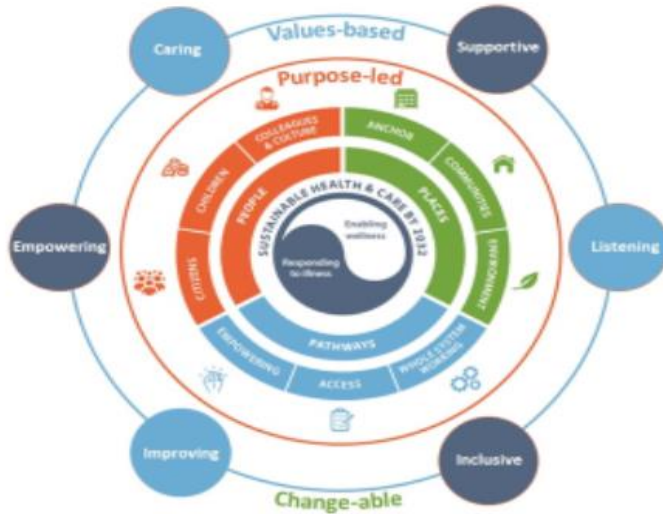 Values-based
Caring
Supportive
Purpose-led
COLLEAGUES
& CULTURE
ANCHOR
CHILDREN
COMMUNITIES
PEOPLE
PLACES
SUSTAINABLE HEALTH & CARE BY 2032
Enabling
wellness
Responding
to illness
Empowering
Listening
CITIZENS
ENVIRONMENT
PATHWAYS
EMPOWERING
ACCESS
WHOLE SYSTEM
WORKING
Improving
Inclusive
Change-able